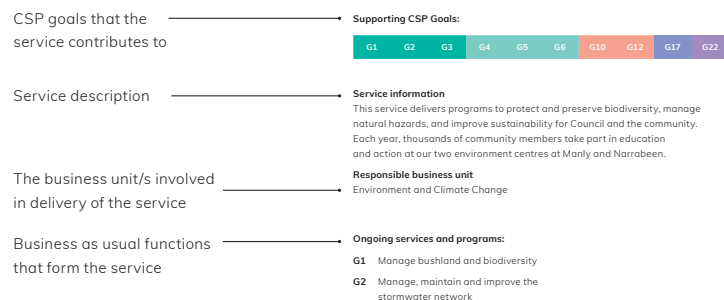 CSP goals that the
service contributes to
Supporting CSP Goals:
G1 G2 G3 G4 G5 G6 G10 G12 G17 G22
Service description
Service information
This service delivers programs to protect and preserve biodiversity, manage
natural hazards, and improve sustainability for Council and the community.
Each year, thousands of community members take part in education
and action at our two environment centres at Manly and Narrabeen.
The business unit/s involved
in delivery of the service
Responsible business unit
Environment and Climate Change
Business as usual functions
that form the service
Ongoing services and programs:
G1 Manage bushland and biodiversity
G2 Manage, maintain and improve the
stormwater network